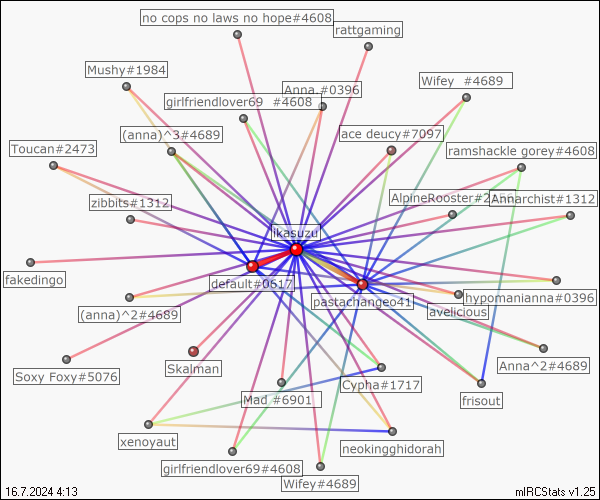 no cops no laws no hope#4608
rattgaming
Mushy#1984
Wifey #4689
Anna #0396
girlfriendlover69 #4608
(anna)^3#4689
ace deucy#7097
Toucan#2473
ramshackle gorey#4608
zibbits#1312
AlpineRooster#2
Annarchist#1312
jikasuzu
fakedingo
default#0617
pastachangeo41
hypomanianna#0396
avelicious
(anna)^2#4689
Soxy Foxy#5076
Skalman
Anna^2#4689
Cypha#1717
Mad #6901
frisout
xenoyaut
neokingghidorah
girlfriendlover69#4608
Wifey#4689
16.7.2024 4:13
mIRCStats v1.25